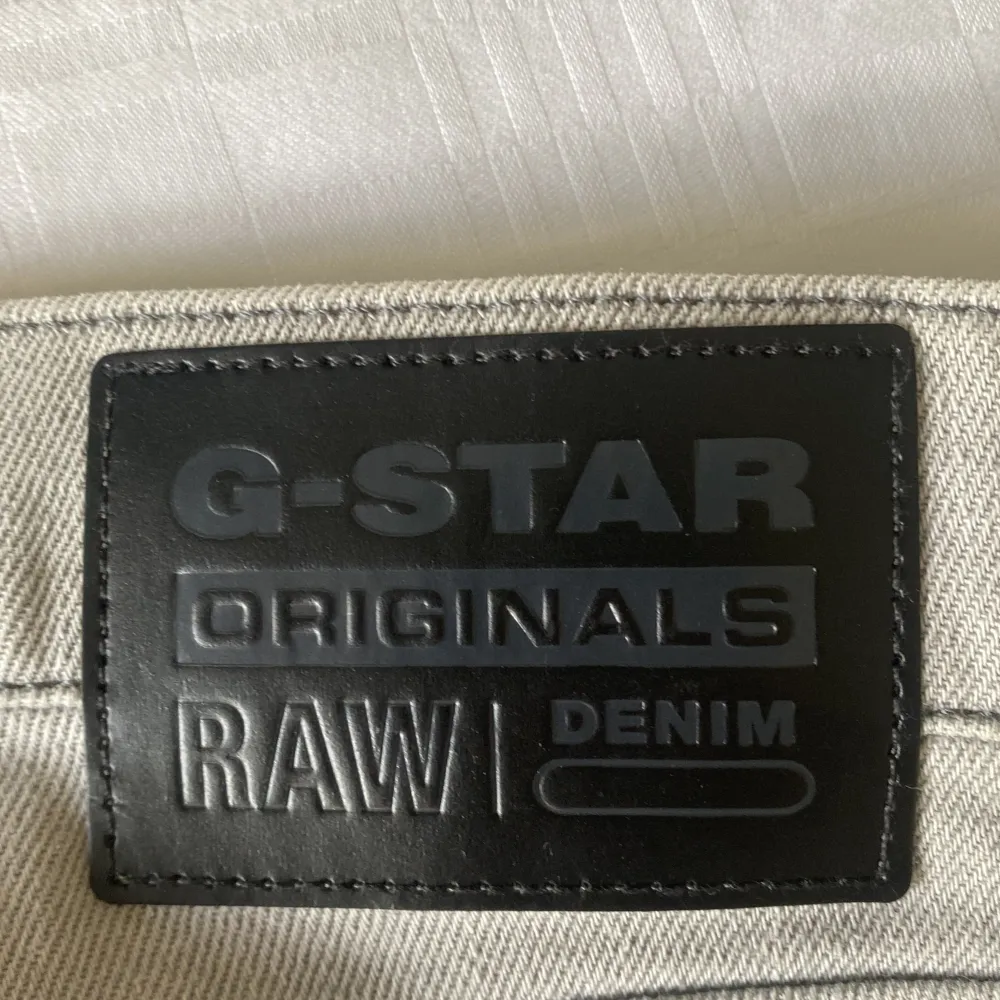 G-STAR
ORIGINALS
RAW | DENIM